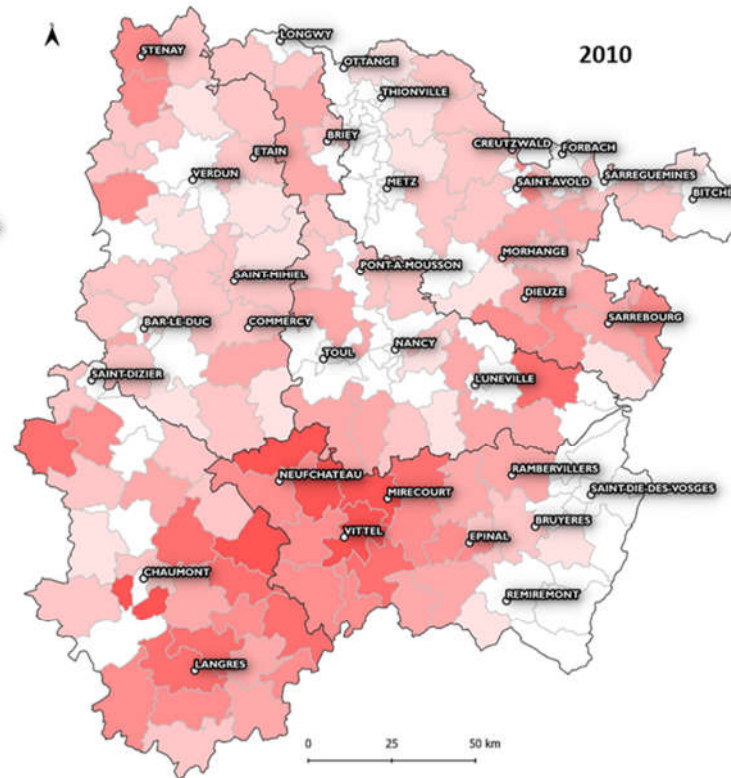 LONGWY
2010
STENAY
OTTANGE
THIONVILLE
BRIEY
CREUTZWALD
FORBACH
ETAIN
VERDUN
METZ
SAINT-AVOLD
SARREGUEMINES
BITCHE
MORHANGE
PONT-A-MOUSSON
SAINT-MIHIEL
DIEUZE
BAR-LE-DUC
COMMERCY
SARREBOURG
NANCY
TOUL
SAINT-DIZIER
LUNEVILLE
NEUFCHATEAU
RAMBERVILLERS
MIRECOURT
SAINT-DIE-DES-VOSGES
BRUYERES
VITTEL
EPINAL
CHAUMONT
REMIREMONT
LANGRES
0 25 50 km